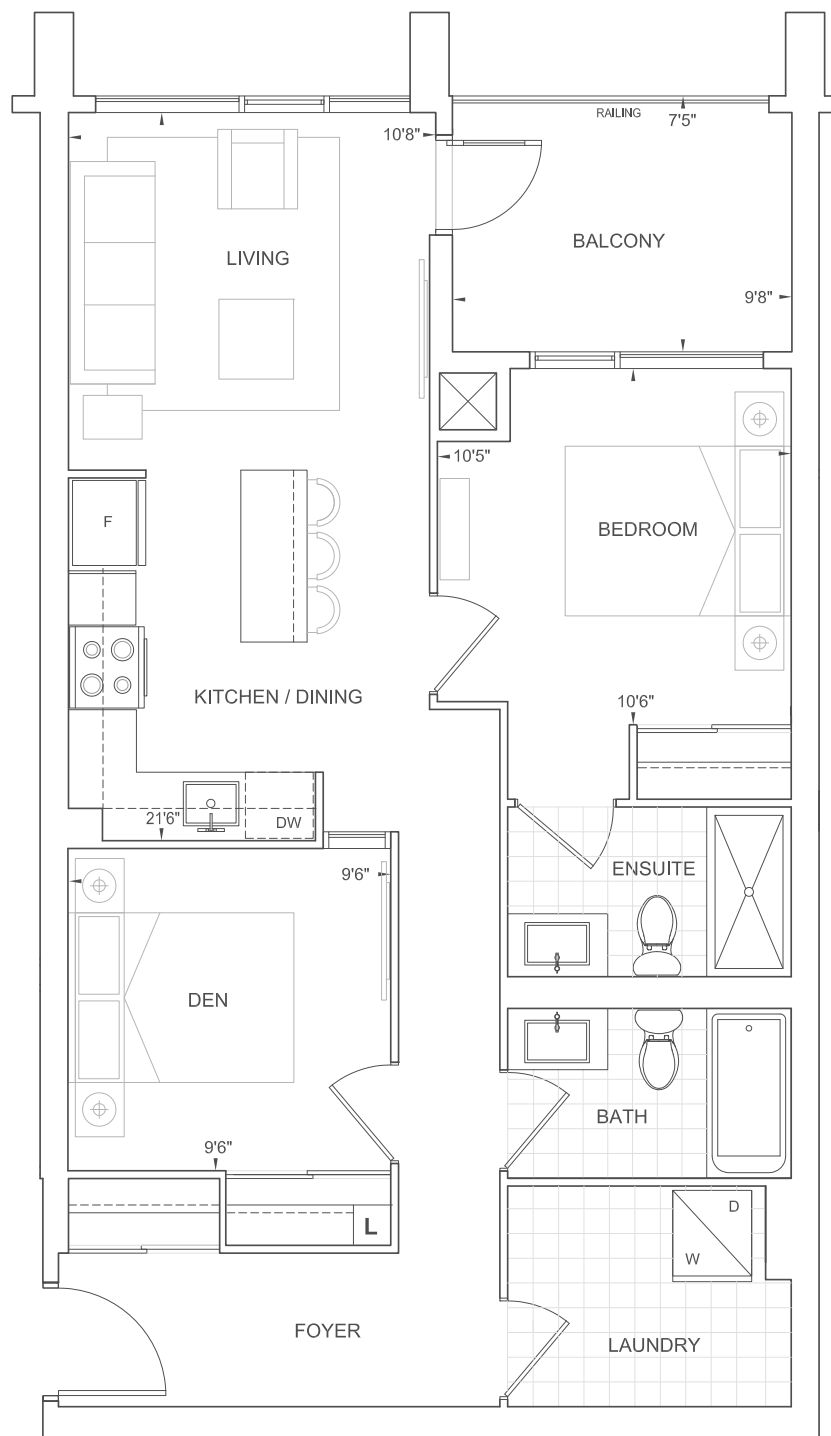 RAILING
7'5"
10'8"
BALCONY
LIVING
9'8"
10'5"
F
BEDROOM
KITCHEN / DINING
10'6"
21'6"
DW
9'6"
ENSUITE
DEN
BATH
9'6"
L
D
W
FOYER
LAUNDRY